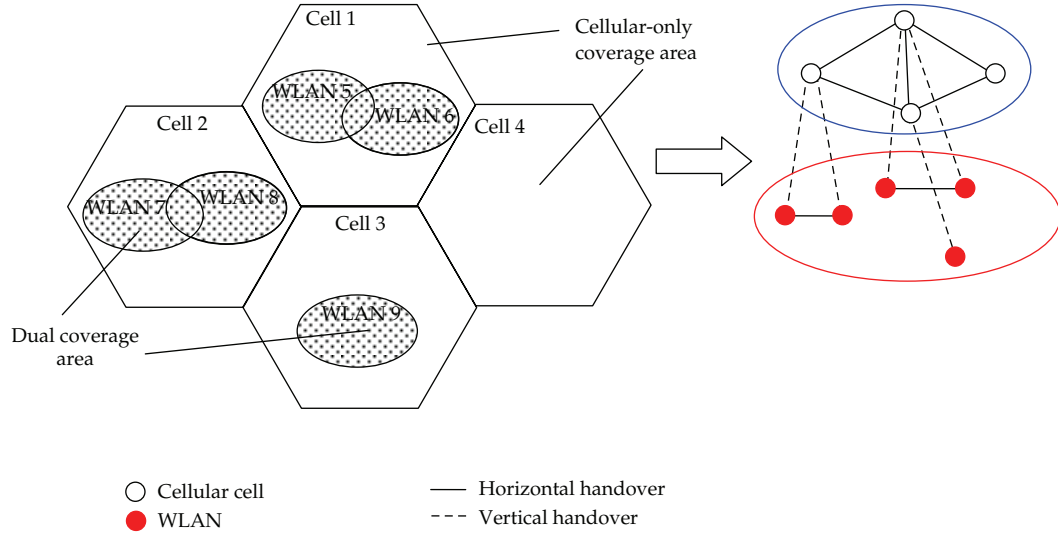 Cell 1
Cellular-only
coverage area
WLAN 5
WLAN 6
Cell 2
Cell 4
WLAN 7
WLAN 8
Cell 3
WLAN 9
Dual coverage
area
Cellular cell
WLAN
Horizontal handover
Vertical handover